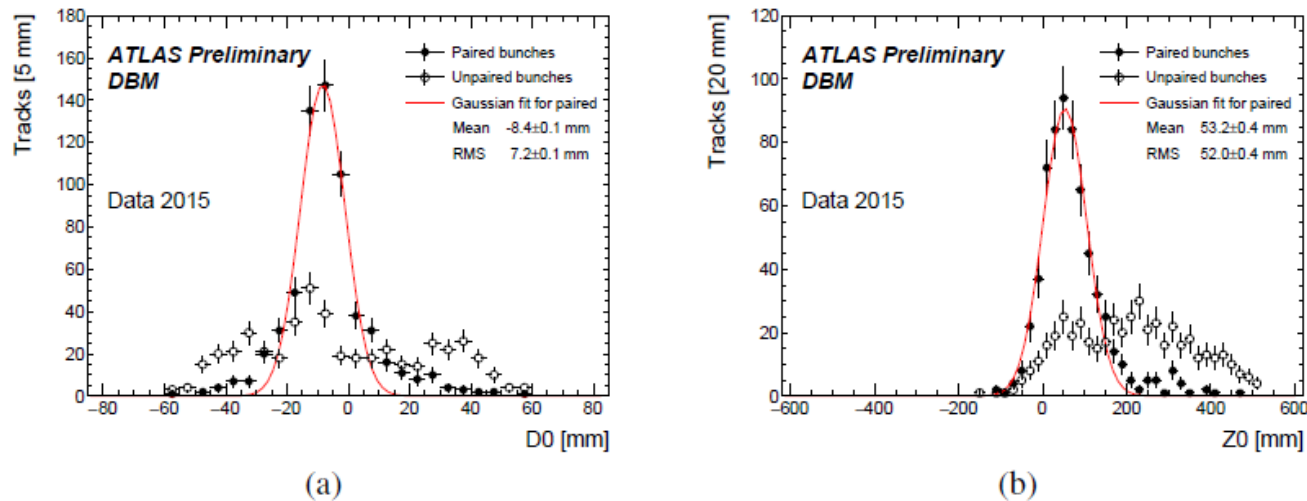 Tracks [5 mm]
180
160
140
120
100
80
60
40
20
0
ATLAS Preliminary
DBM
Data 2015
Paired bunches
Unpaired bunches
Gaussian fit for paired
Mean -8.4±0.1 mm
RMS 7.2±0.1 mm
−80 −60 −40 −20 0 20 40 60 80
D0 [mm]
(a)
Tracks [20 mm]
120
100
80
60
40
20
0
ATLAS Preliminary
DBM
Data 2015
Paired bunches
Unpaired bunches
Gaussian fit for paired
Mean 53.2±0.4 mm
RMS 52.0±0.4 mm
−600 −400 −200 0 200 400 600
Z0 [mm]
(b)